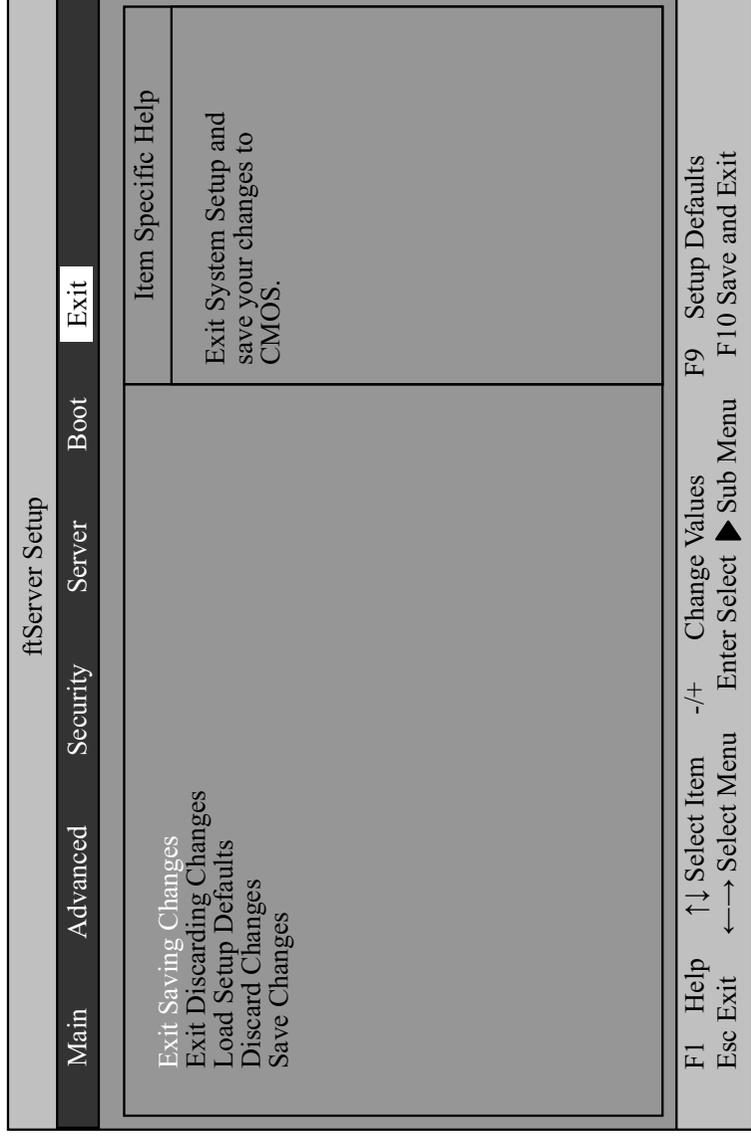 ftServer Setup
Main Advanced Security Server Boot Exit
Exit Saving Changes
Exit Discarding Changes
Load Setup Defaults
Discard Changes
Save Changes
Item Specific Help
Exit System Setup and
save your changes to
CMOS.
F1 Help ↑↓ Select Item -/+ Change Values F9 Setup Defaults
Esc Exit ←→ Select Menu Enter Select ▶ Sub Menu F10 Save and Exit